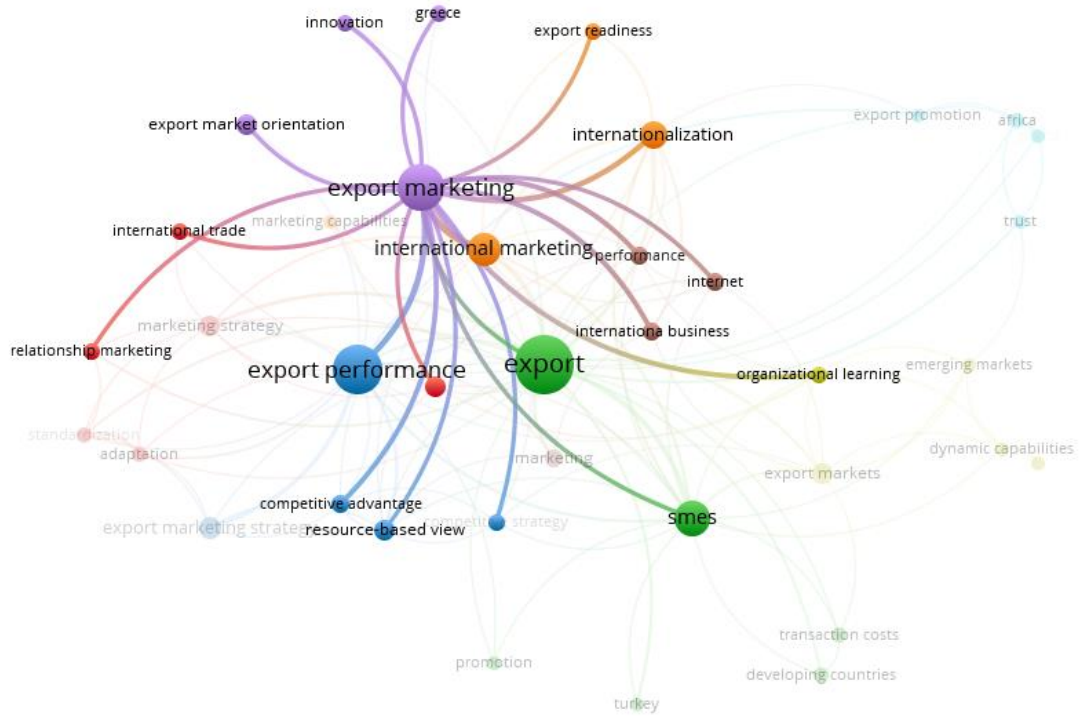 greece
innovation
export readiness
export promotion
africa
export market orientation
internationalization
export marketing
marketing capabilities
trust
international trade
international marketing
performance
internet
marketing strategy
internationa business
relationship marketing
export performance
export
emerging markets
organizational learning
standardization
adaptation
marketing
dynamic capabilities
export markets
competitive advantage
export marketing strategy
resource-based view
strategy
smes
transaction costs
promotion
developing countries
turkey